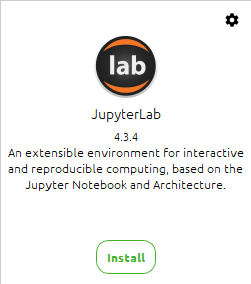 lab
JupyterLab
4.3.4
An extensible environment for interactive
and reproducible computing, based on the
Jupyter Notebook and Architecture.
Install